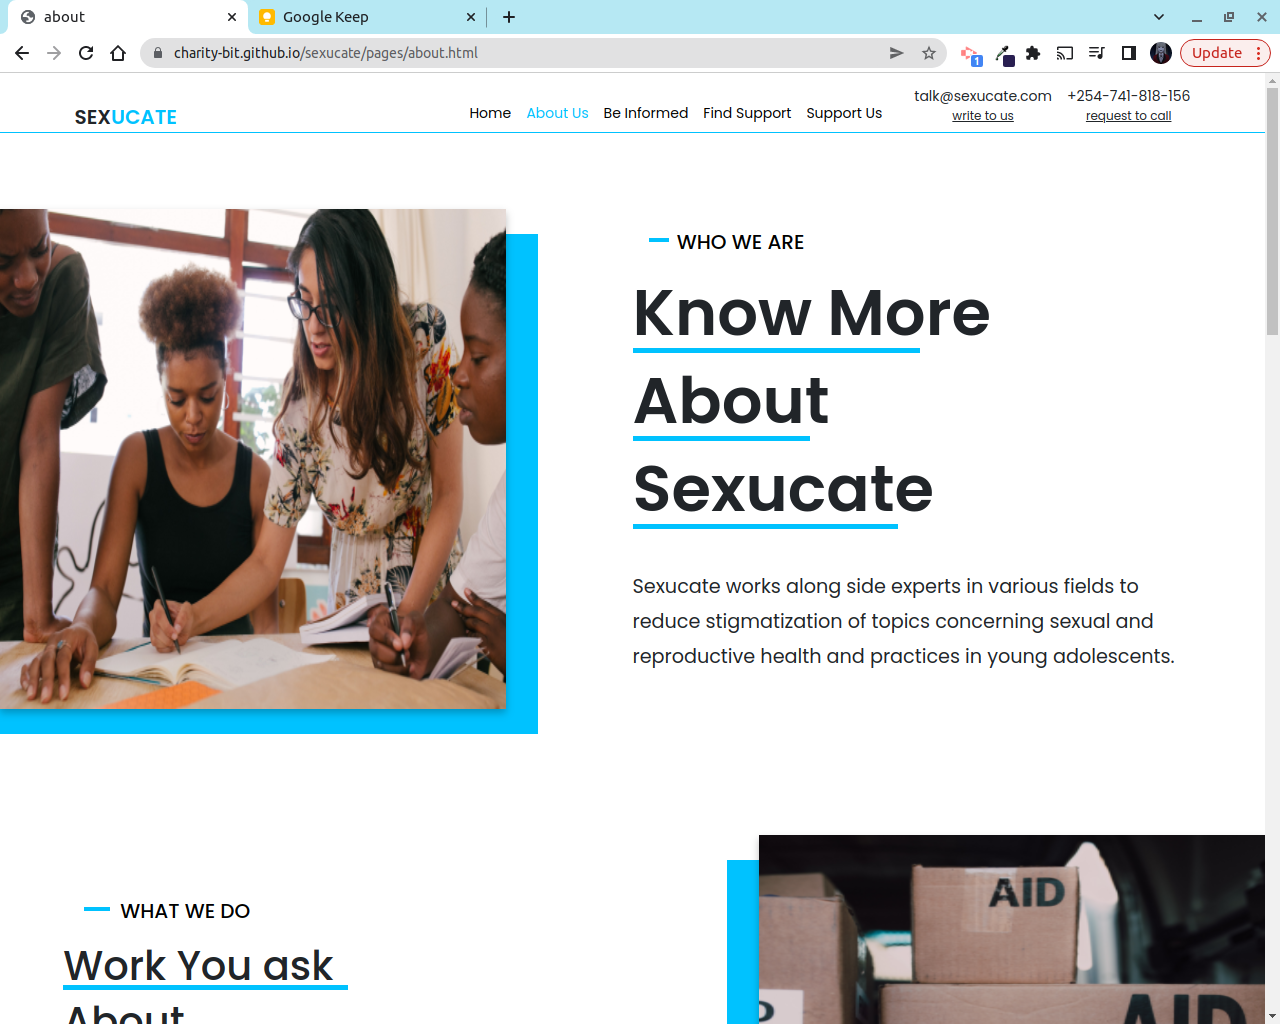 about
Google Keep
charity-bit.github.io/sexucate/pages/about.html
1
Update
SEXUCATE
Home
About Us
Be Informed
Find Support
Support Us
talk@sexucate.com
write to us
+254-741-818-156
request to call
WHO WE ARE
Know More
About
Sexucate
Sexucate works along side experts in various fields to
reduce stigmatization of topics concerning sexual and
reproductive health and practices in young adolescents.
WHAT WE DO
Work You ask
About
AID
AID